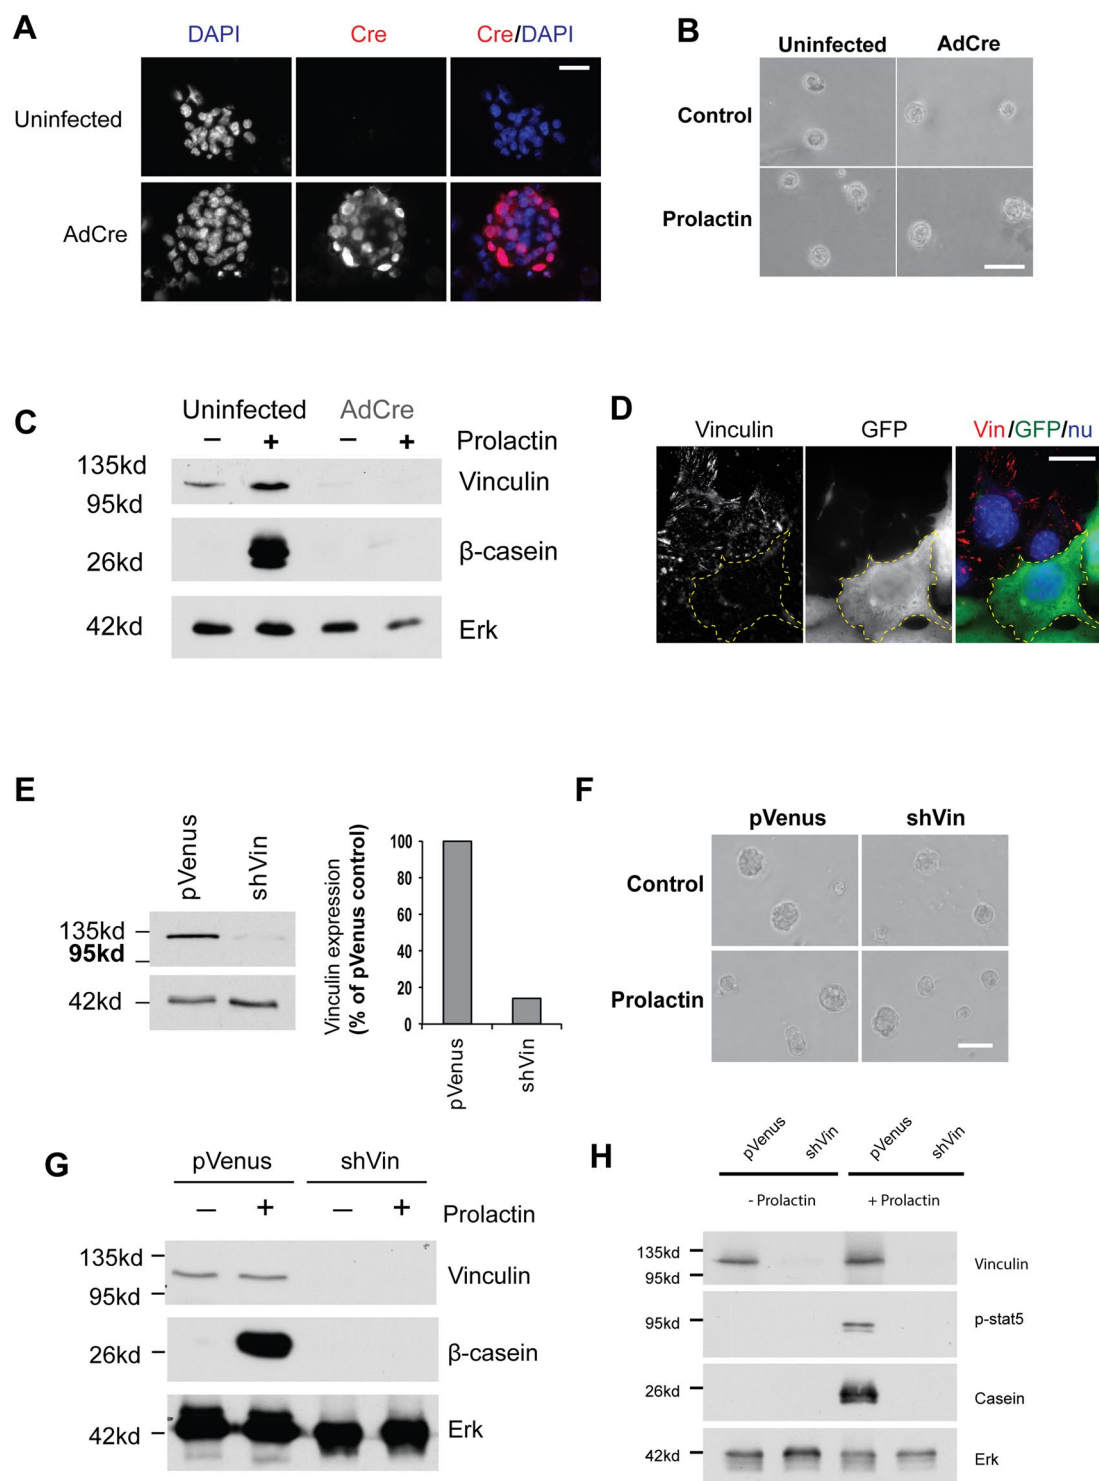 A
DAPI
Cre
Cre/DAPI
Uninfected
AdCre
B
Uninfected
AdCre
Control
Prolactin
C
Uninfected
AdCre
– + – +
Prolactin
135kd
95kd
Vinculin
26kd
β-casein
42kd
Erk
D
Vinculin
GFP
Vin/GFP/nu
E
pVenus
shVin
135kd
95kd
42kd
Vinculin expression
(% of pVenus control)
100
80
60
40
20
0
pVenus
shVin
F
pVenus
shVin
Control
Prolactin
G
pVenus
shVin
– + – +
Prolactin
135kd
95kd
Vinculin
26kd
β-casein
42kd
Erk
H
pVenus
shVin
pVenus
shVin
- Prolactin
+ Prolactin
135kd
95kd
Vinculin
95kd
p-stat5
26kd
Casein
42kd
Erk